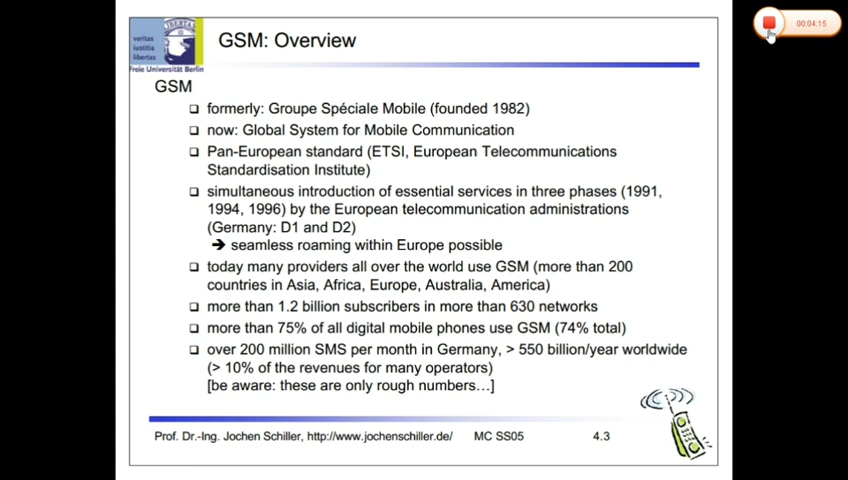 00:04:15
veritas
iustitia
libertas
LIBERTAS
Freie Universität Berlin
GSM: Overview
GSM
❑ formerly: Groupe Spéciale Mobile (founded 1982)
❑ now: Global System for Mobile Communication
❑ Pan-European standard (ETSI, European Telecommunications
Standardisation Institute)
❑ simultaneous introduction of essential services in three phases (1991,
1994, 1996) by the European telecommunication administrations
(Germany: D1 and D2)
➔ seamless roaming within Europe possible
❑ today many providers all over the world use GSM (more than 200
countries in Asia, Africa, Europe, Australia, America)
❑ more than 1.2 billion subscribers in more than 630 networks
❑ more than 75% of all digital mobile phones use GSM (74% total)
❑ over 200 million SMS per month in Germany, > 550 billion/year worldwide
(> 10% of the revenues for many operators)
[be aware: these are only rough numbers…]
Prof. Dr.-Ing. Jochen Schiller, http://www.jochenschiller.de/ MC SS05 4.3